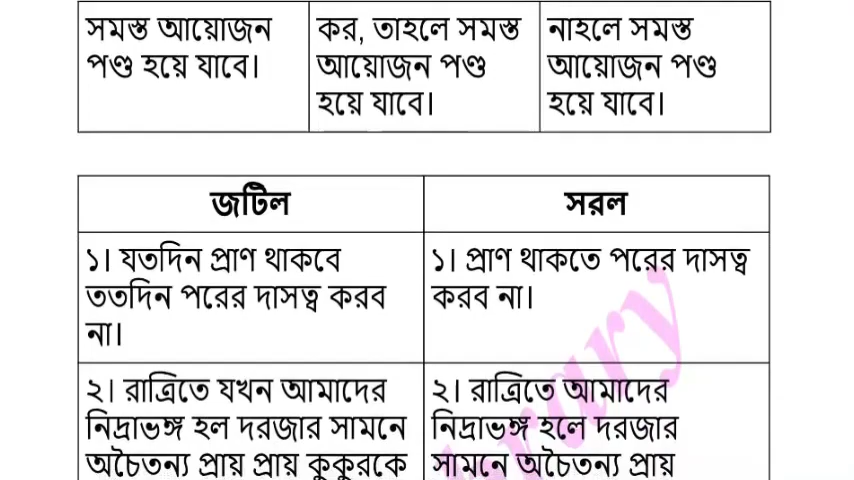 সমস্ত আয়োজন
পণ্ড হয়ে যাবে।
কর, তাহলে সমস্ত
আয়োজন পণ্ড
হয়ে যাবে।
নাহলে সমস্ত
আয়োজন পণ্ড
হয়ে যাবে।
জটিল
সরল
১। যতদিন প্রাণ থাকবে
ততদিন পরের দাসত্ব করব
না।
১। প্রাণ থাকতে পরের দাসত্ব
করব না।
২। রাত্রিতে যখন আমাদের
নিদ্রাভঙ্গ হল দরজার সামনে
অচৈতন্য প্রায় প্রায় কুকুরকে
২। রাত্রিতে আমাদের
নিদ্রাভঙ্গ হলে দরজার
সামনে অচৈতন্য প্রায়